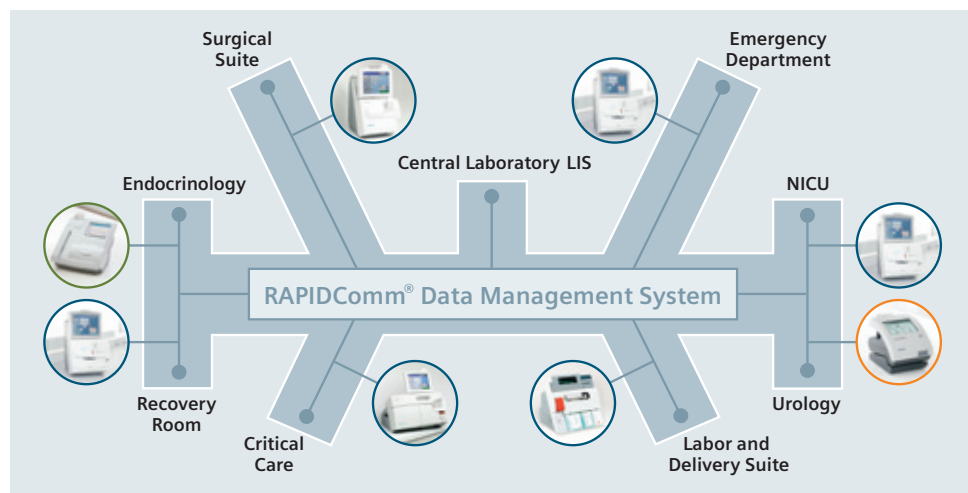 Surgical
Suite
Emergency
Department
Central Laboratory LIS
Endocrinology
NICU
RAPIDComm® Data Management System
Recovery
Room
Urology
Critical
Care
Labor and
Delivery Suite